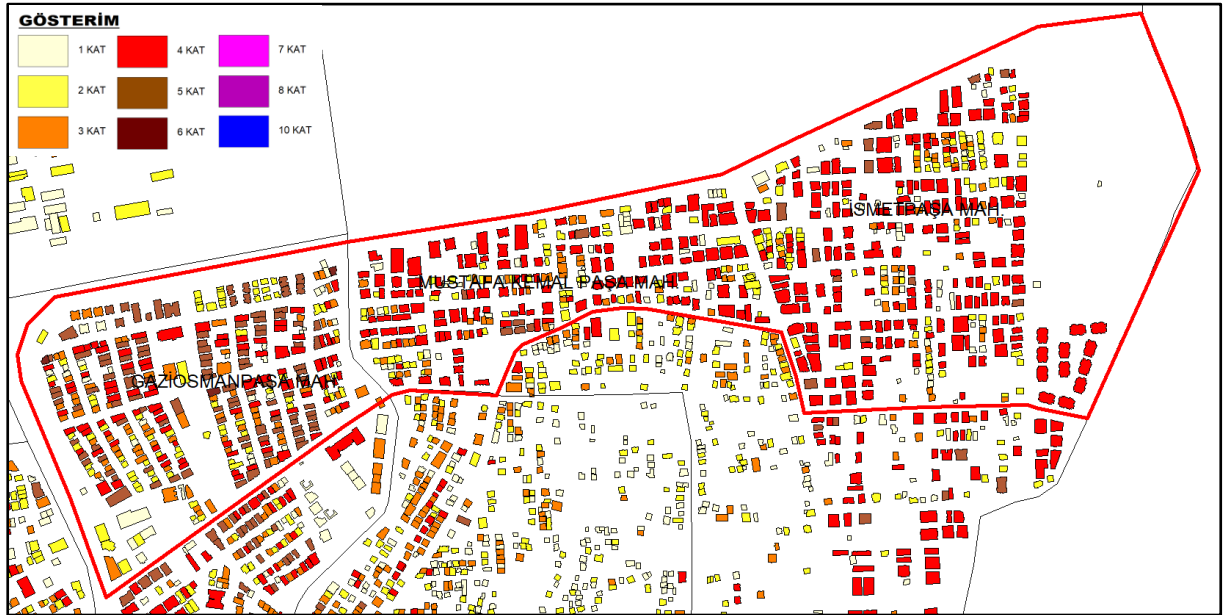 GÖSTERİM
1 KAT
4 KAT
7 KAT
2 KAT
5 KAT
8 KAT
3 KAT
6 KAT
10 KAT
İSMETPAŞA MAH.
MUSTAFA KEMAL PAŞA MAH.
GAZİOSMANPAŞA MAH.